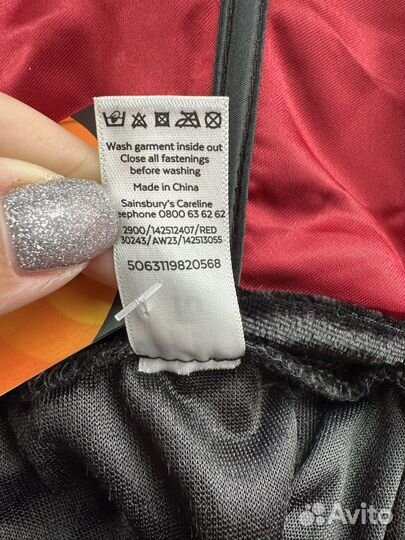 Wash garment inside out
Close all fastenings
before washing
Made in China
Sainsbury's Careline
eephone 0800 63 62 62
2900/142512407/RED
30243/AW23/142513055
5063119820568
Avito